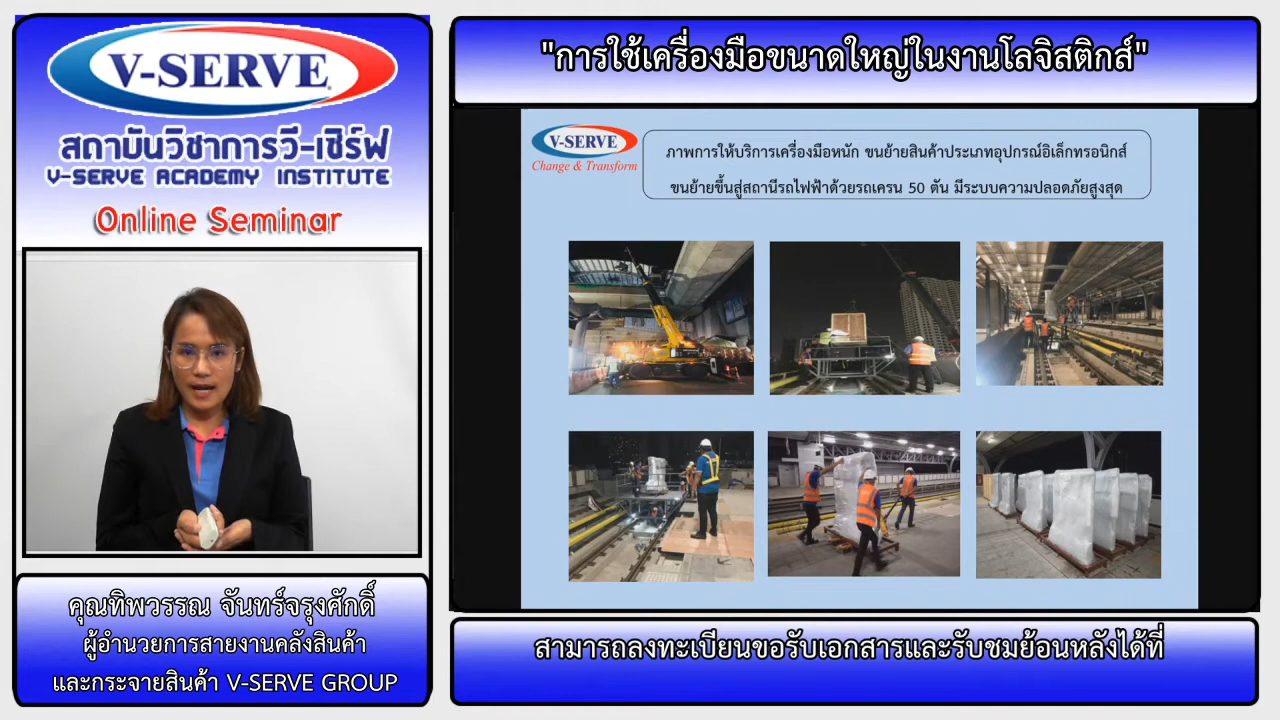 V-SERVE
สถาบันวิชาการวี-เซิร์ฟ
V-SERVE ACADEMY INSTITUTE
Online Seminar
คุณทิพวรรณ จันทร์จรุงศักดิ์
ผู้อำนวยการสายงานคลังสินค้า
และกระจายสินค้า V-SERVE GROUP
"การใช้เครื่องมือขนาดใหญ่ในงานโลจิสติกส์"
V-SERVE
Change & Transform
ภาพการให้บริการเครื่องมือหนัก ขนย้ายสินค้าประเภทอุปกรณ์อิเล็กทรอนิกส์
ขนย้ายขึ้นสู่สถานีรถไฟฟ้าด้วยรถเครน 50 ตัน มีระบบความปลอดภัยสูงสุด
สามารถลงทะเบียนขอรับเอกสารและรับชมย้อนหลังได้ที่